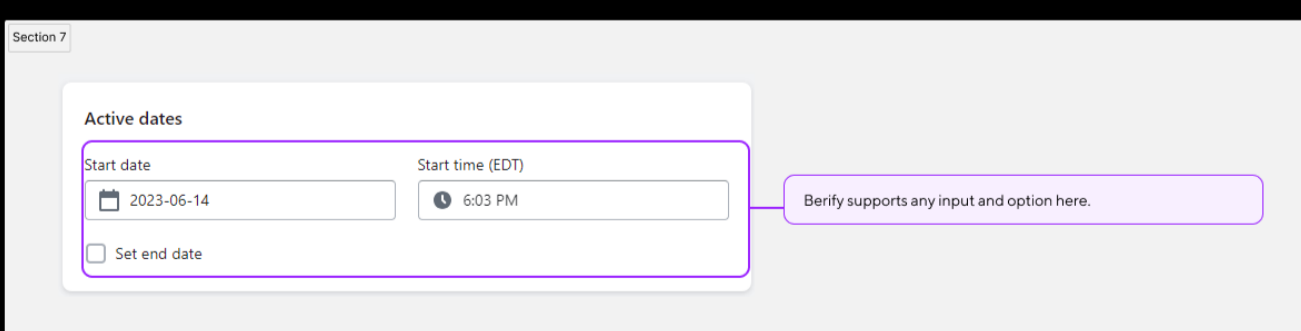 Section 7
Active dates
Start date
Start time (EDT)
2023-06-14
6:03 PM
Berify supports any input and option here.
Set end date